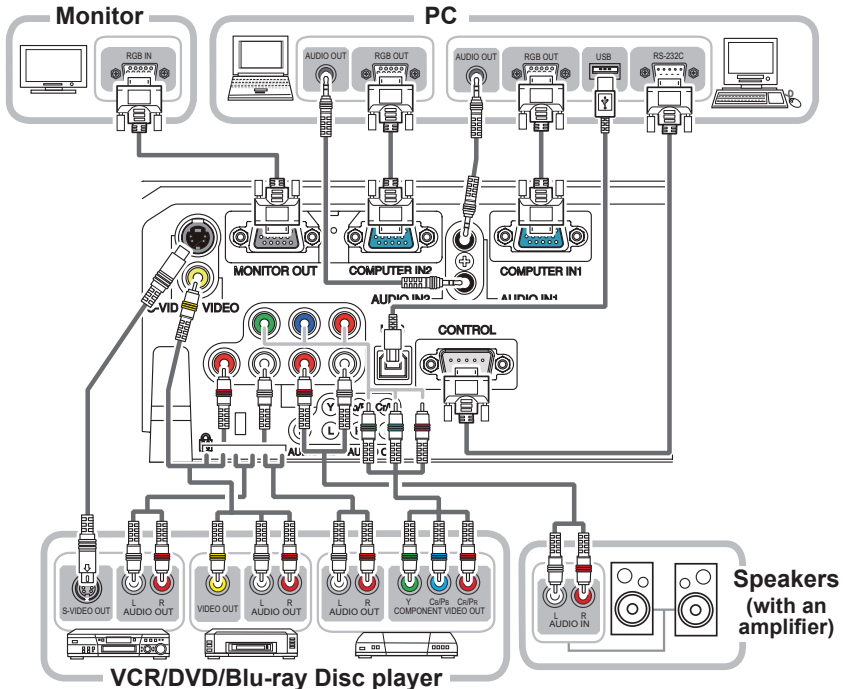 Monitor
PC
RGB IN
AUDIO OUT
RGB OUT
AUDIO OUT
RGB OUT
USB
RS-232C
MONITOR OUT
COMPUTER IN2
COMPUTER IN1
VIDEO
AUDIO IN2
AUDIO IN1
CONTROL
Y
L
S-VIDEO OUT
L
R
AUDIO OUT
VIDEO OUT
L
R
AUDIO OUT
L
R
AUDIO OUT
Y
CB/PB
CR/PR
COMPONENT VIDEO OUT
L
R
AUDIO IN
Speakers
(with an
amplifier)
VCR/DVD/Blu-ray Disc player